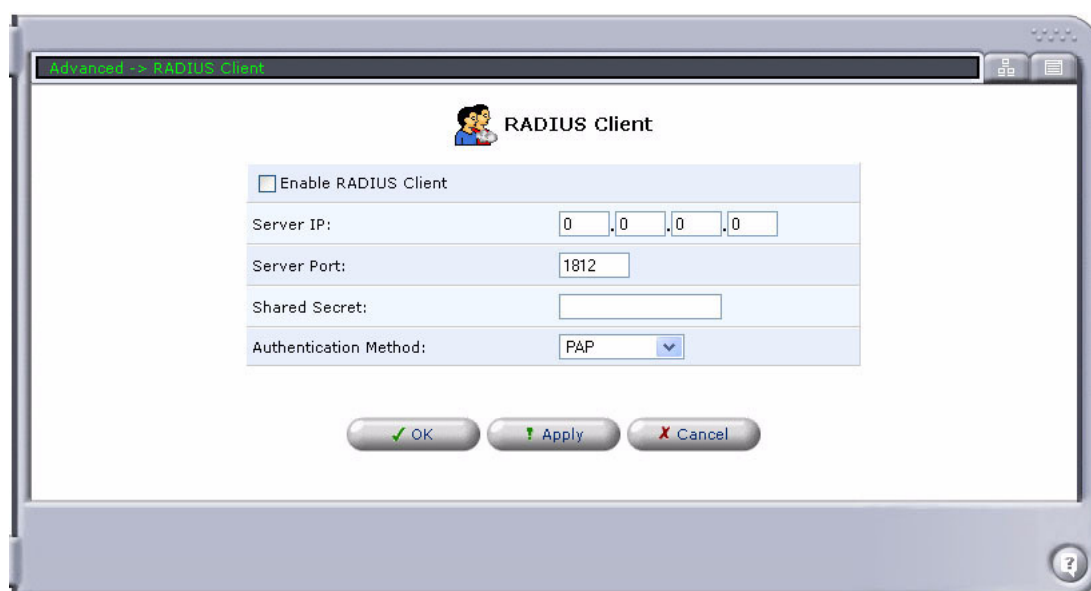 Advanced -> RADIUS Client
RADIUS Client
Enable RADIUS Client
Server IP: 0 . 0 . 0 . 0
Server Port: 1812
Shared Secret:
Authentication Method: PAP
✓ OK ! Apply ✗ Cancel
?